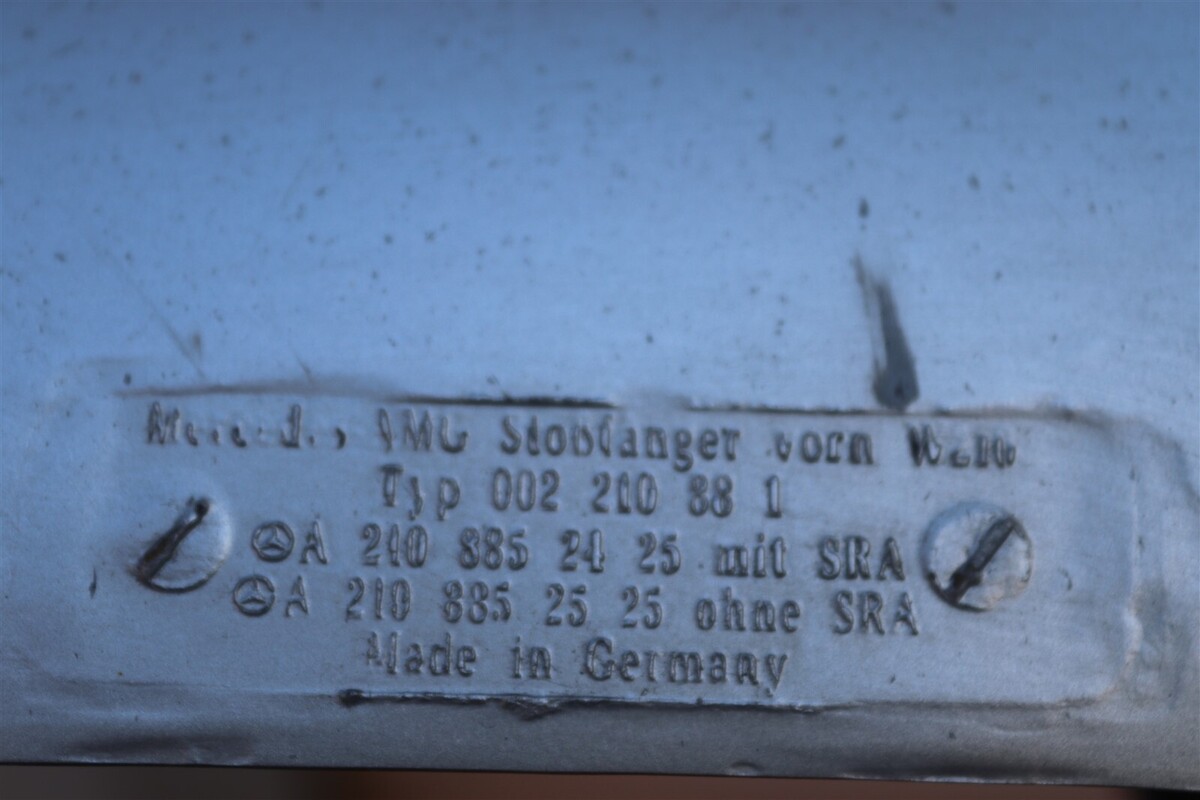 AMG Stoßfänger vorn W210
Typ 002 210 88 1
A 210 885 24 25 mit SRA
A 210 885 25 25 ohne SRA
Made in Germany